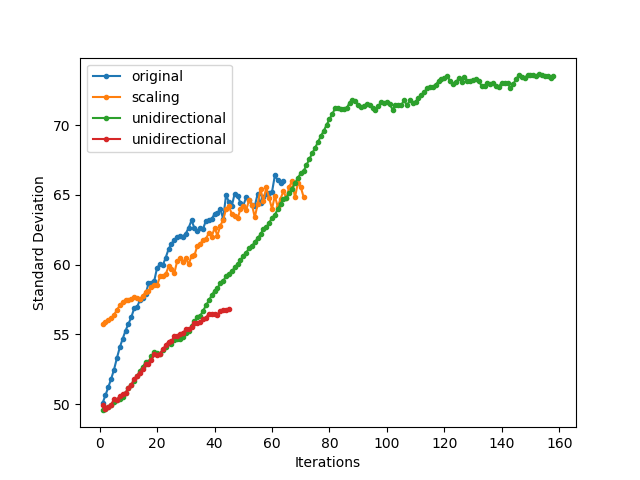 original
scaling
unidirectional
unidirectional
70
65
60
55
50
Standard Deviation
0 20 40 60 80 100 120 140 160
Iterations